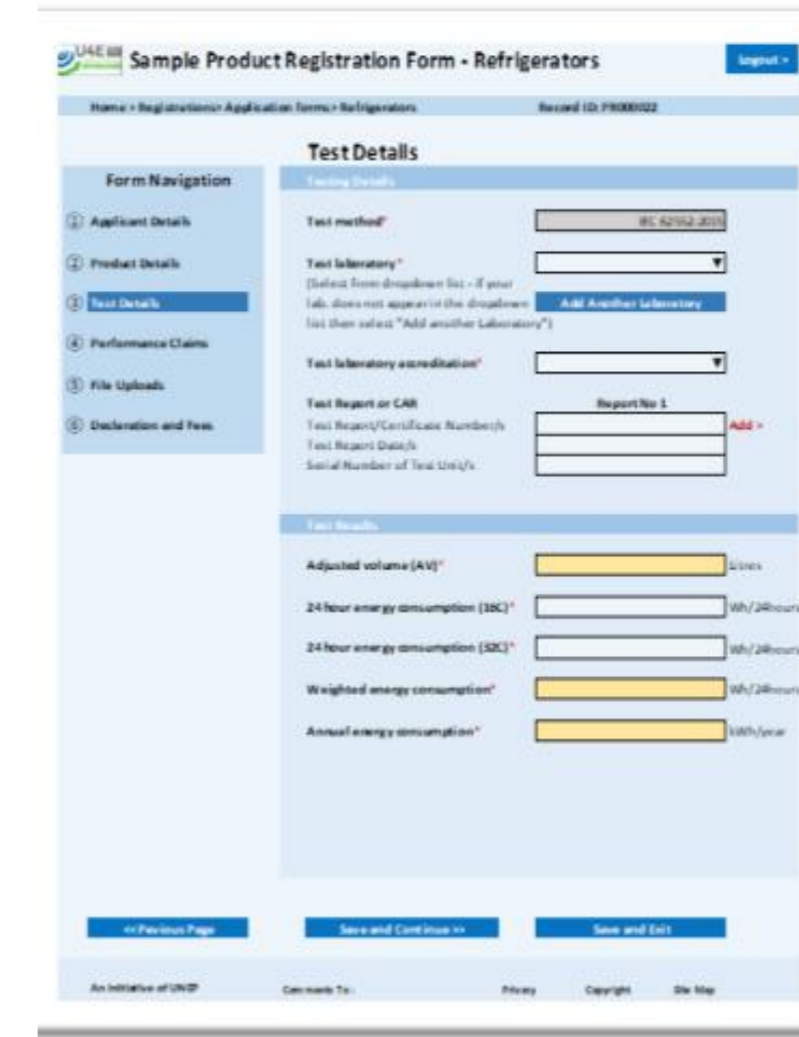 U4E
Sample Product Registration Form - Refrigerators
Logout >
Home > Registrations> Application forms> Refrigerators
Record ID: PR000022
Test Details
Form Navigation
1 Applicant Details
2 Product Details
3 Test Details
4 Performance Claims
5 File Uploads
6 Declaration and Fees
Testing Details
Test method*
IEC 62552:2015
Test laboratory*
(Select from dropdown list - if your
lab. does not appear in the dropdown
list then select "Add another Laboratory")
Add Another Laboratory
Test laboratory accreditation*
Test Report or CAR
Report No 1
Test Report/Certificate Number/s
Add >
Test Report Date/s
Serial Number of Test Unit/s
Test Results
Adjusted volume (AV)*
Litres
24 hour energy consumption (16C)*
Wh/24hours
24 hour energy consumption (32C)*
Wh/24hours
Weighted energy consumption*
Wh/24hours
Annual energy consumption*
kWh/year
<< Pevious Page
Save and Continue >>
Save and Exit
An Initiative of UNEP
Comments To:
Privacy
Copyright
Site Map